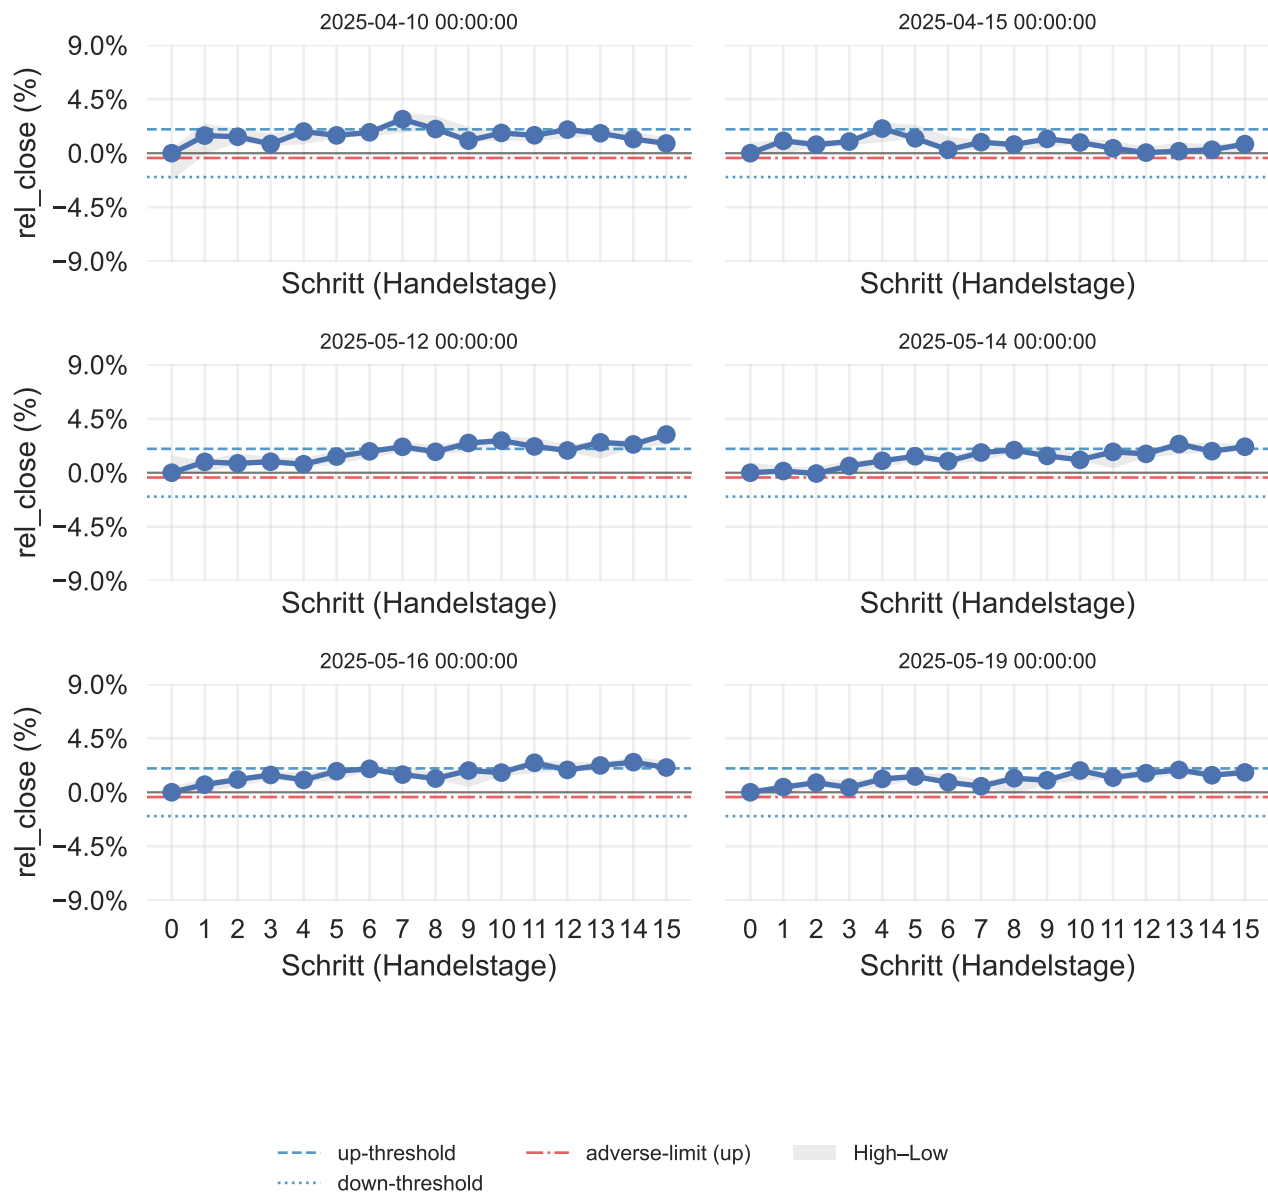 2025-04-10 00:00:00
2025-04-15 00:00:00
9.0%
4.5%
0.0%
−4.5%
−9.0%
rel_close (%)
Schritt (Handelstage)
Schritt (Handelstage)
2025-05-12 00:00:00
2025-05-14 00:00:00
9.0%
4.5%
0.0%
−4.5%
−9.0%
rel_close (%)
Schritt (Handelstage)
Schritt (Handelstage)
2025-05-16 00:00:00
2025-05-19 00:00:00
9.0%
4.5%
0.0%
−4.5%
−9.0%
rel_close (%)
0 1 2 3 4 5 6 7 8 9 10 11 12 13 14 15
0 1 2 3 4 5 6 7 8 9 10 11 12 13 14 15
Schritt (Handelstage)
Schritt (Handelstage)
up-threshold
down-threshold
adverse-limit (up)
High–Low